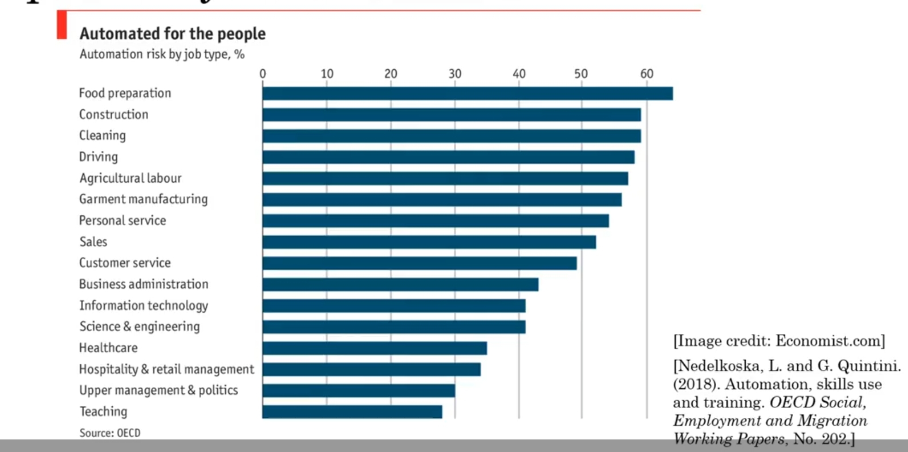 Automated for the people
Automation risk by job type, %
0 10 20 30 40 50 60
Food preparation
Construction
Cleaning
Driving
Agricultural labour
Garment manufacturing
Personal service
Sales
Customer service
Business administration
Information technology
Science & engineering
Healthcare
Hospitality & retail management
Upper management & politics
Teaching
Source: OECD
[Image credit: Economist.com]
[Nedelkoska, L. and G. Quintini.
(2018). Automation, skills use
and training. OECD Social,
Employment and Migration
Working Papers, No. 202.]